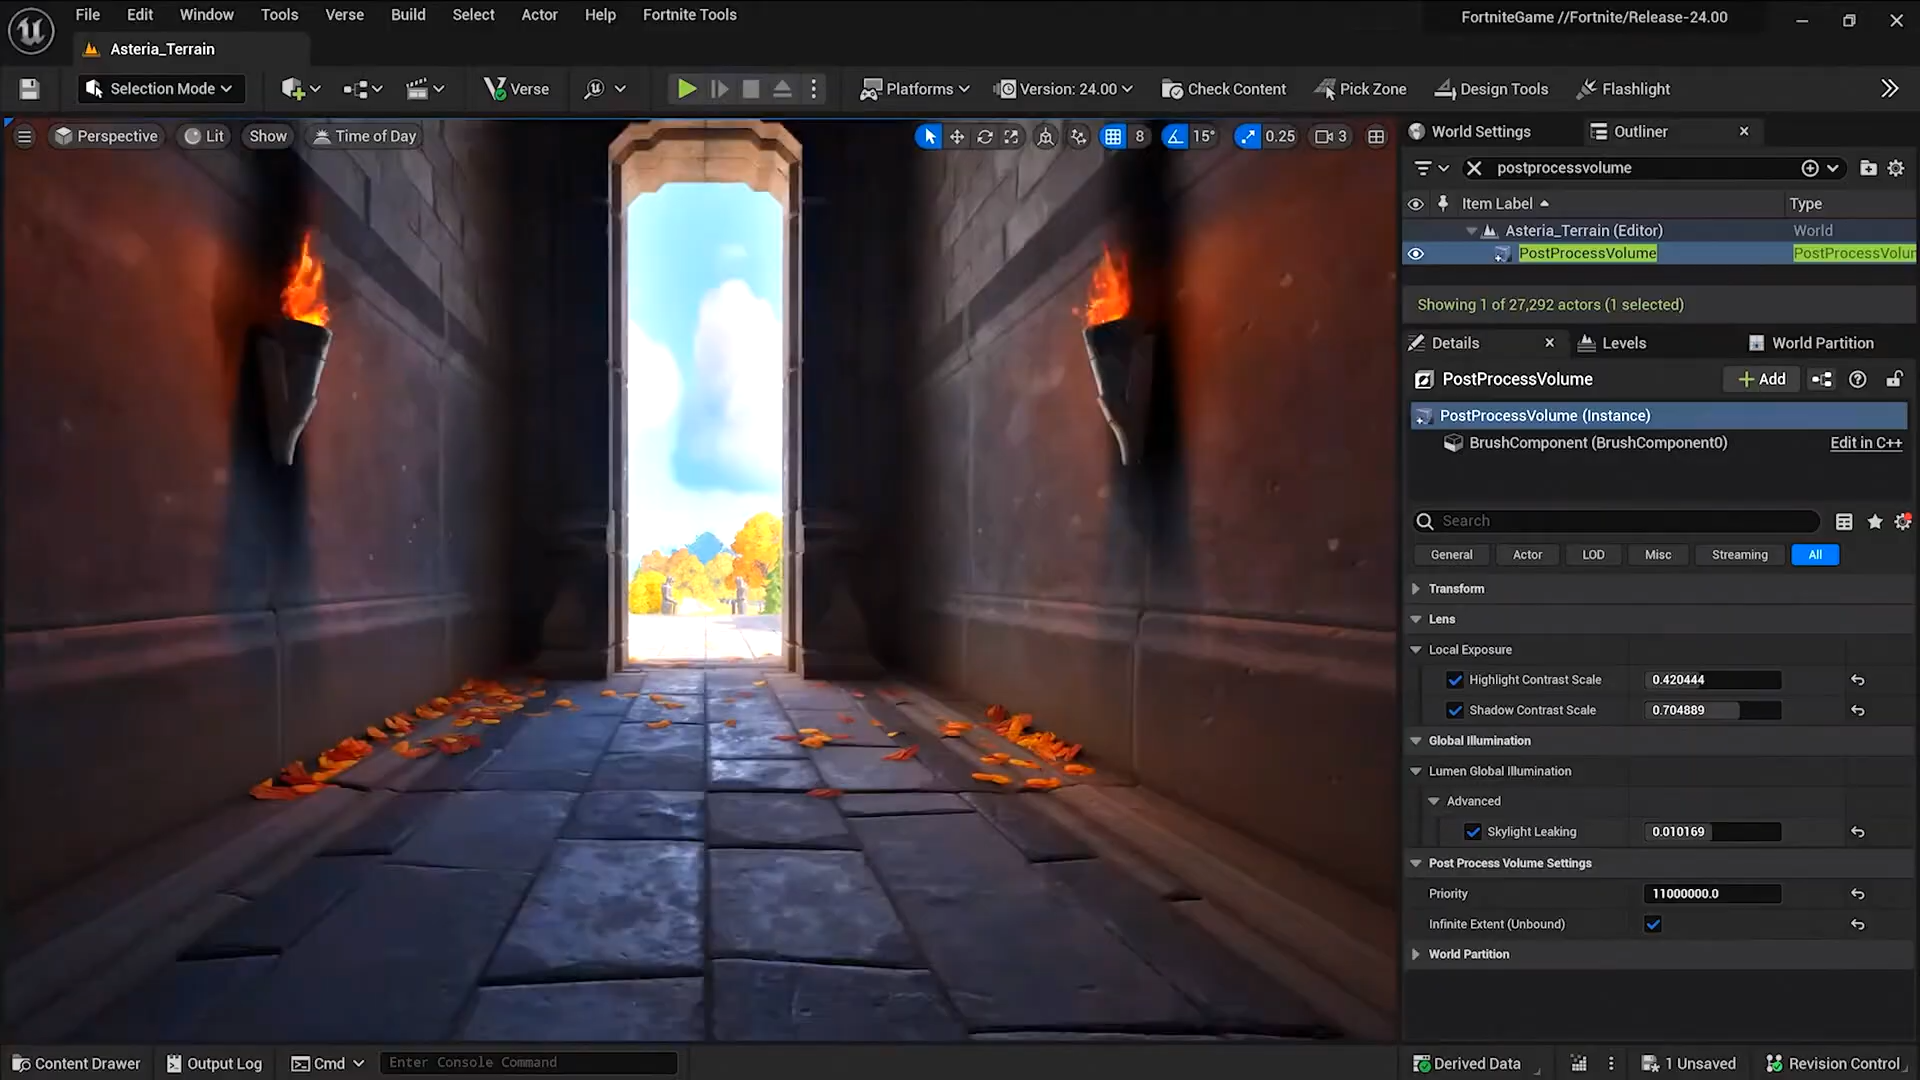 File Edit Window Tools Verse Build Select Actor Help Fortnite Tools
FortniteGame //Fortnite/Release-24.00
Asteria_Terrain
Selection Mode
Verse
Platforms
Version: 24.00
Check Content
Pick Zone
Design Tools
Flashlight
Perspective
Lit
Show
Time of Day
8
15°
0.25
3
World Settings
Outliner
postprocessvolume
Item Label
Type
Asteria_Terrain (Editor)
World
PostProcessVolume
PostProcessVolur
Showing 1 of 27,292 actors (1 selected)
Details
Levels
World Partition
PostProcessVolume
Add
PostProcessVolume (Instance)
BrushComponent (BrushComponent0)
Edit in C++
Search
General
Actor
LOD
Misc
Streaming
All
Transform
Lens
Local Exposure
Highlight Contrast Scale
0.420444
Shadow Contrast Scale
0.704889
Global Illumination
Lumen Global Illumination
Advanced
Skylight Leaking
0.010169
Post Process Volume Settings
Priority
11000000.0
Infinite Extent (Unbound)
World Partition
Content Drawer
Output Log
Cmd
Enter Console Command
Derived Data
1 Unsaved
Revision Control